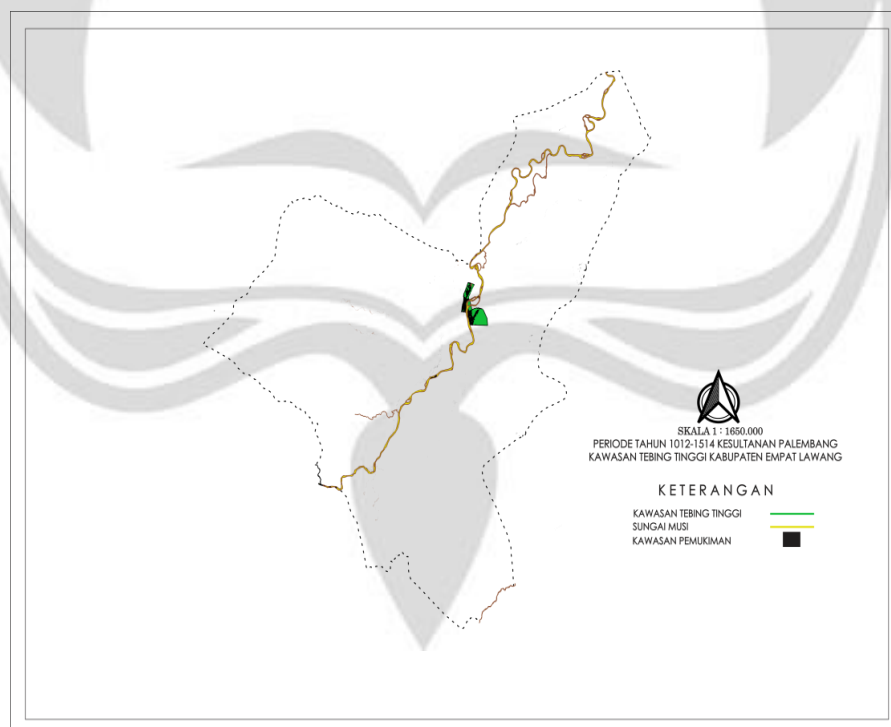 SKALA 1 : 1650.000
PERIODE TAHUN 1012-1514 KESULTANAN PALEMBANG
KAWASAN TEBING TINGGI KABUPATEN EMPAT LAWANG
KETERANGAN
KAWASAN TEBING TINGGI
SUNGAI MUSI
KAWASAN PEMUKIMAN